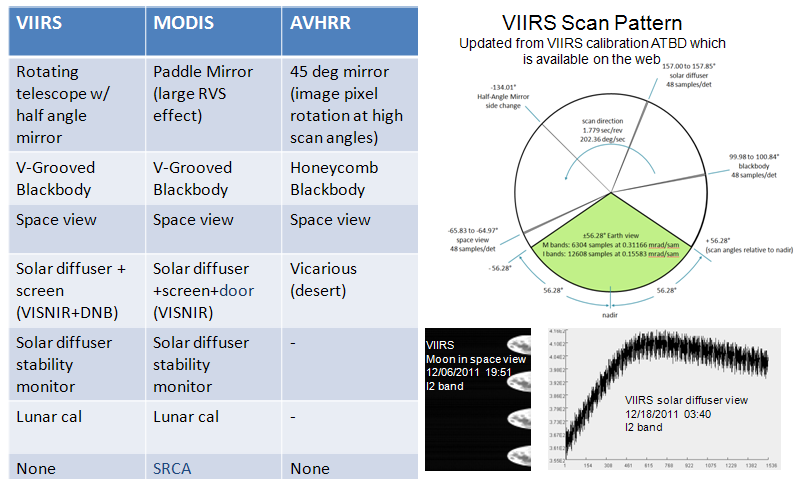 VIIRS MODIS AVHRR
Rotating Paddle Mirror 45 deg mirror
telescope w/ (large RVS (image pixel
half angle effect) rotation at high
mirror scan angles)
V-Grooved V-Grooved Honeycomb
Blackbody Blackbody Blackbody
Space view Space view Space view
Solar diffuser + Solar diffuser Vicarious
screen +screen+door (desert)
(VISNIR+DNB) (VISNIR)
Solar diffuser Solar diffuser -
stability stability
monitor monitor
Lunar cal Lunar cal -
None SRCA None
VIIRS Scan Pattern
Updated from VIIRS calibration ATBD which
is available on the web
157.00 to 157.85°
solar diffuser
48 samples/det
-134.01°
Half-Angle Mirror
side change
scan direction
1.779 sec/rev
202.36 deg/sec
99.98 to 100.84°
blackbody
48 samples/det
-65.83 to -64.97°
space view
48 samples/det
±56.28° Earth view
M bands: 6304 samples at 0.31166 mrad/sam
I bands: 12608 samples at 0.15583 mrad/sam
+ 56.28°
(scan angles relative to nadir)
- 56.28°
56.28° 56.28°
nadir
VIIRS
Moon in space view
12/06/2011 19:51
I2 band
4.19E2
4.10E2
4.01E2
3.92E2
3.82E2
3.73E2
3.64E2
3.55E2
VIIRS solar diffuser view
12/18/2011 03:40
I2 band
1 154 308 461 615 768 922 1075 1229 1382 1536